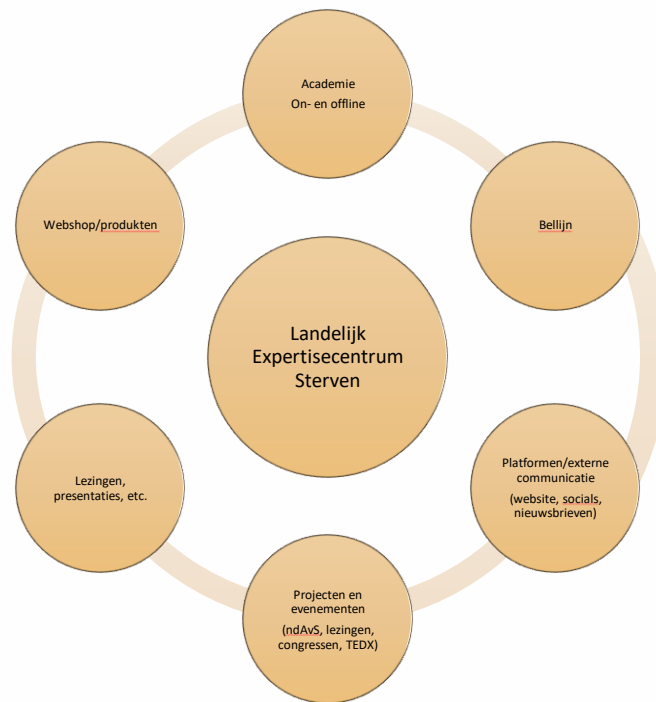 Academie
On- en offline
Webshop/produkten
Bellijn
Landelijk
Expertisecentrum
Sterven
Lezingen,
presentaties, etc.
Platformen/externe
communicatie
(website, socials,
nieuwsbrieven)
Projecten en
evenementen
(ndAvS, lezingen,
congressen, TEDX)